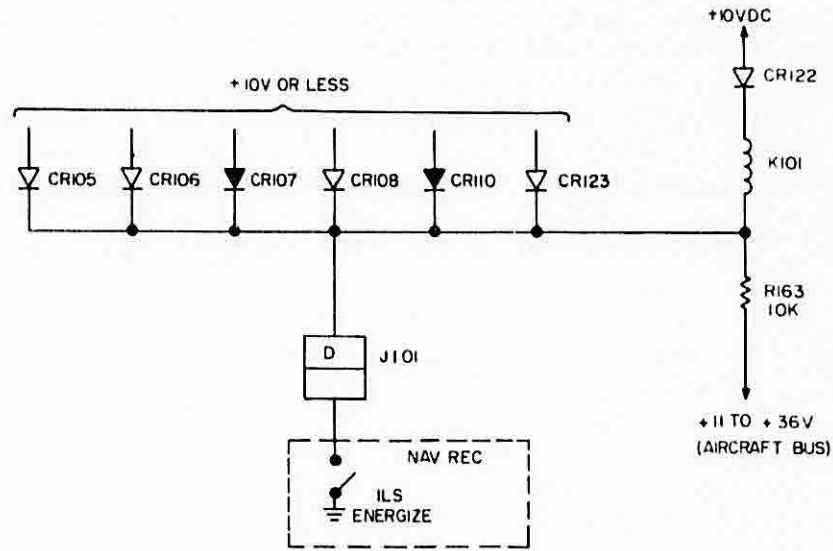 +10VDC
CR122
+10V OR LESS
K101
CR105
CR106
CR107
CR108
CR110
CR123
R163
10K
D
J101
+11 TO +36V
(AIRCRAFT BUS)
NAV REC
ILS
ENERGIZE